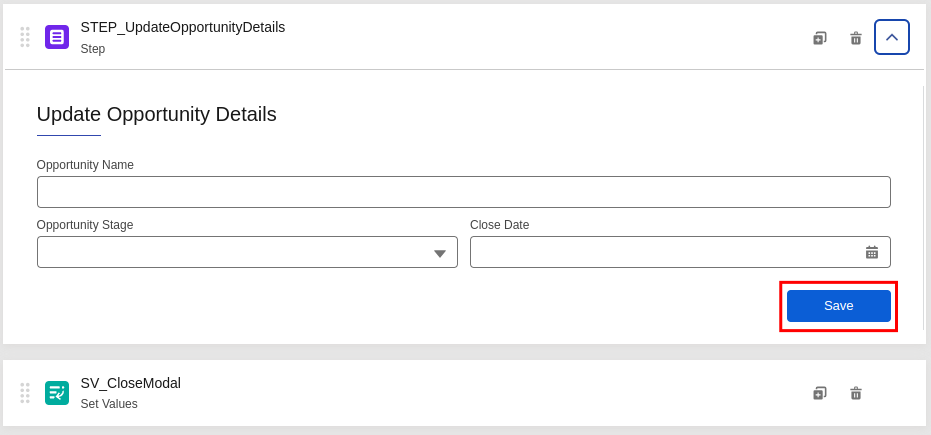 STEP_UpdateOpportunityDetails
Step
Update Opportunity Details
Opportunity Name
Opportunity Stage
Close Date
Save
SV_CloseModal
Set Values